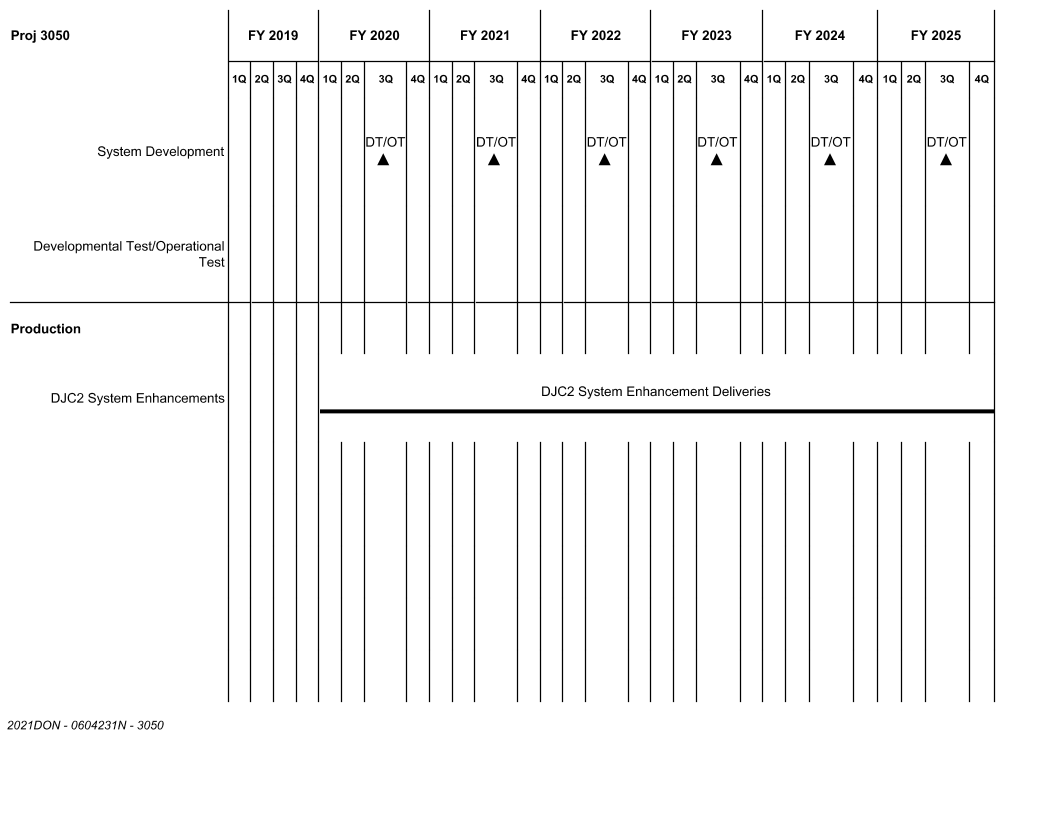 Proj 3050 FY 2019 FY 2020 FY 2021 FY 2022 FY 2023 FY 2024 FY 2025
1Q 2Q 3Q 4Q 1Q 2Q 3Q 4Q 1Q 2Q 3Q 4Q 1Q 2Q 3Q 4Q 1Q 2Q 3Q 4Q 1Q 2Q 3Q 4Q 1Q 2Q 3Q 4Q
DT/OT DT/OT DT/OT DT/OT DT/OT DT/OT
System Development
Developmental Test/Operational
Test
Production
DJC2 System Enhancement Deliveries
DJC2 System Enhancements
2021DON - 0604231N - 3050